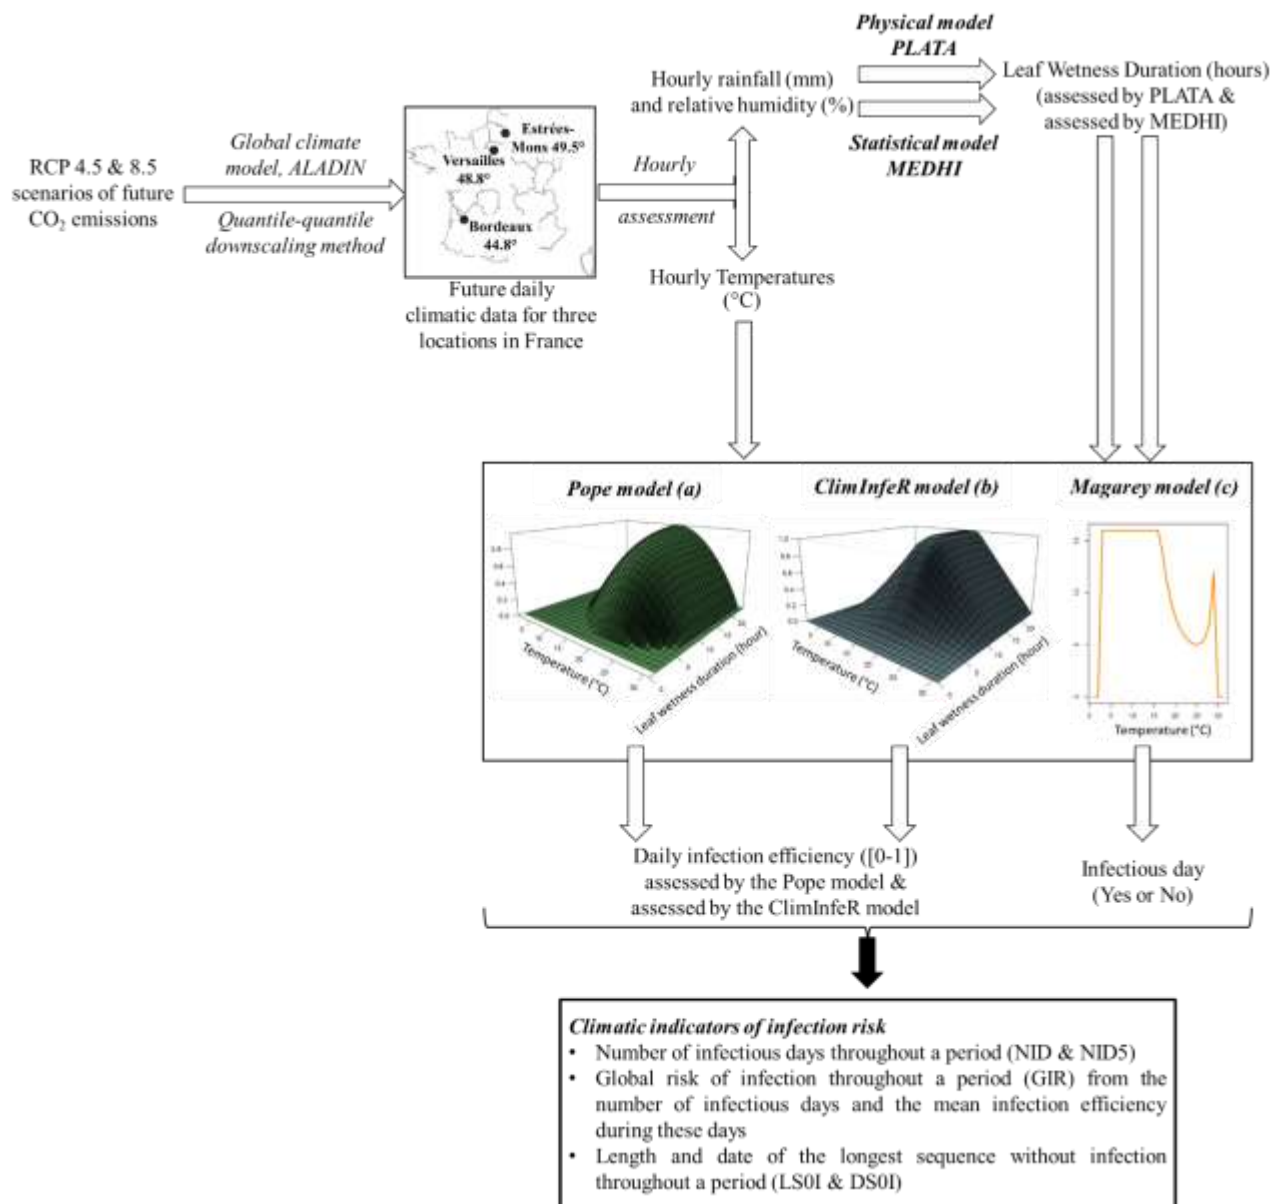 Physical model
PLATA
Hourly rainfall (mm)
and relative humidity (%)
Leaf Wetness Duration (hours)
(assessed by PLATA &
assessed by MEDHI)
Statistical model
MEDHI
RCP 4.5 & 8.5
scenarios of future
CO₂ emissions
Global climate
model, ALADIN
Quantile-quantile
downscaling method
Estrées-
Mons 49.5°
Versailles
48.8°
Bordeaux
44.8°
Future daily
climatic data for three
locations in France
Hourly
assessment
Hourly Temperatures
(°C)
Pope model (a)
Temperature (°C)
Leaf wetness duration (hour)
ClimInfeR model (b)
Temperature (°C)
Leaf wetness duration (hour)
Magarey model (c)
Temperature (°C)
Daily infection efficiency ([0-1])
assessed by the Pope model &
assessed by the ClimInfeR model
Infectious day
(Yes or No)
Climatic indicators of infection risk
• Number of infectious days throughout a period (NID & NID5)
• Global risk of infection throughout a period (GIR) from the
number of infectious days and the mean infection efficiency
during these days
• Length and date of the longest sequence without infection
throughout a period (LS0I & DS0I)